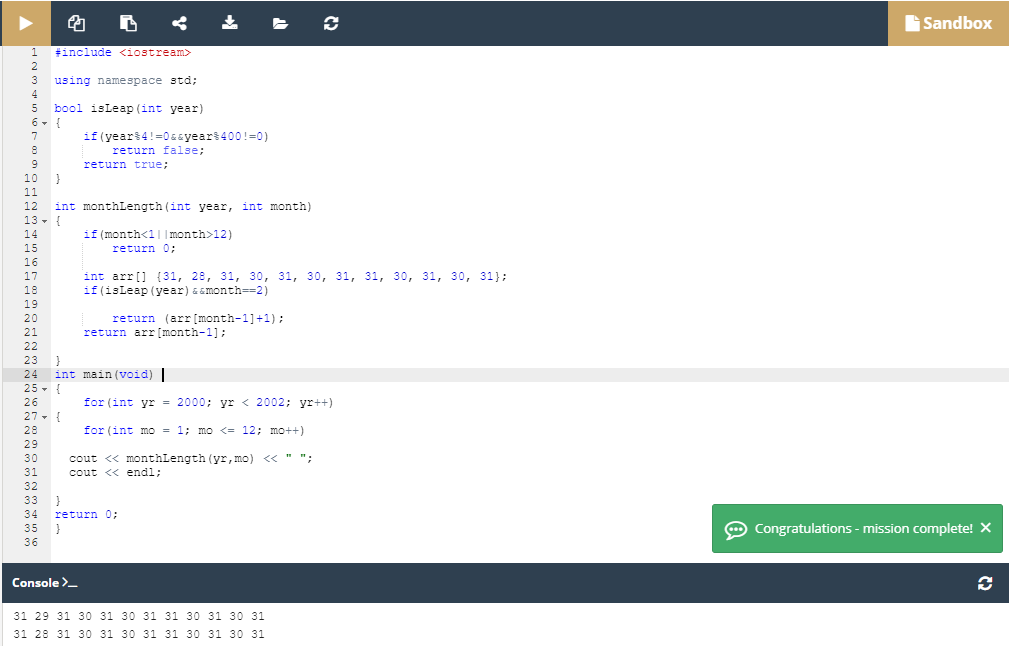 Sandbox
1 #include <iostream>
2
3 using namespace std;
4
5 bool isLeap(int year)
6 {
7 if(year%4!=0&&year%400!=0)
8 return false;
9 return true;
10 }
11
12 int monthLength(int year, int month)
13 {
14 if(month<1||month>12)
15 return 0;
16
17 int arr[] {31, 28, 31, 30, 31, 30, 31, 31, 30, 31, 30, 31};
18 if(isLeap(year)&&month==2)
19
20 return (arr[month-1]+1);
21 return arr[month-1];
22
23 }
24 int main(void)
25 {
26 for(int yr = 2000; yr < 2002; yr++)
27 {
28 for(int mo = 1; mo <= 12; mo++)
29
30 cout << monthLength(yr,mo) << " ";
31 cout << endl;
32
33 }
34 return 0;
35 }
36
Congratulations - mission complete! ×
Console >_
31 29 31 30 31 30 31 31 30 31 30 31
31 28 31 30 31 30 31 31 30 31 30 31